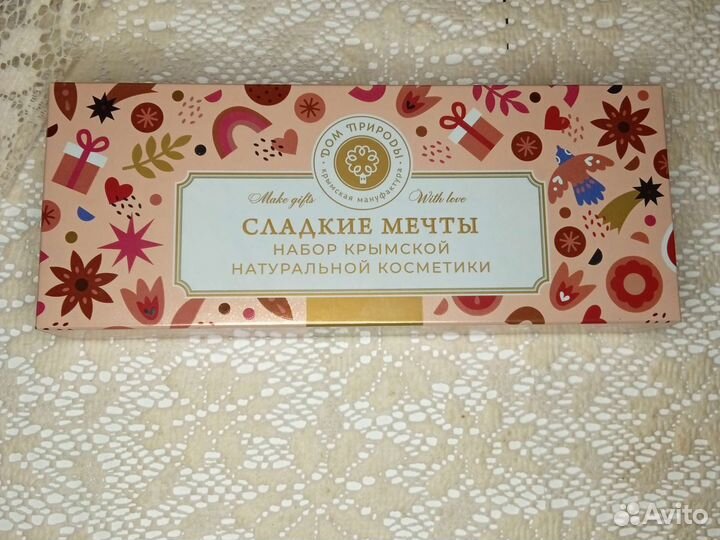 ДОМ ПРИРОДЫ
КРЫМСКАЯ МАНУФАКТУРА
Make gifts With love
СЛАДКИЕ МЕЧТЫ
НАБОР КРЫМСКОЙ
НАТУРАЛЬНОЙ КОСМЕТИКИ
Avito